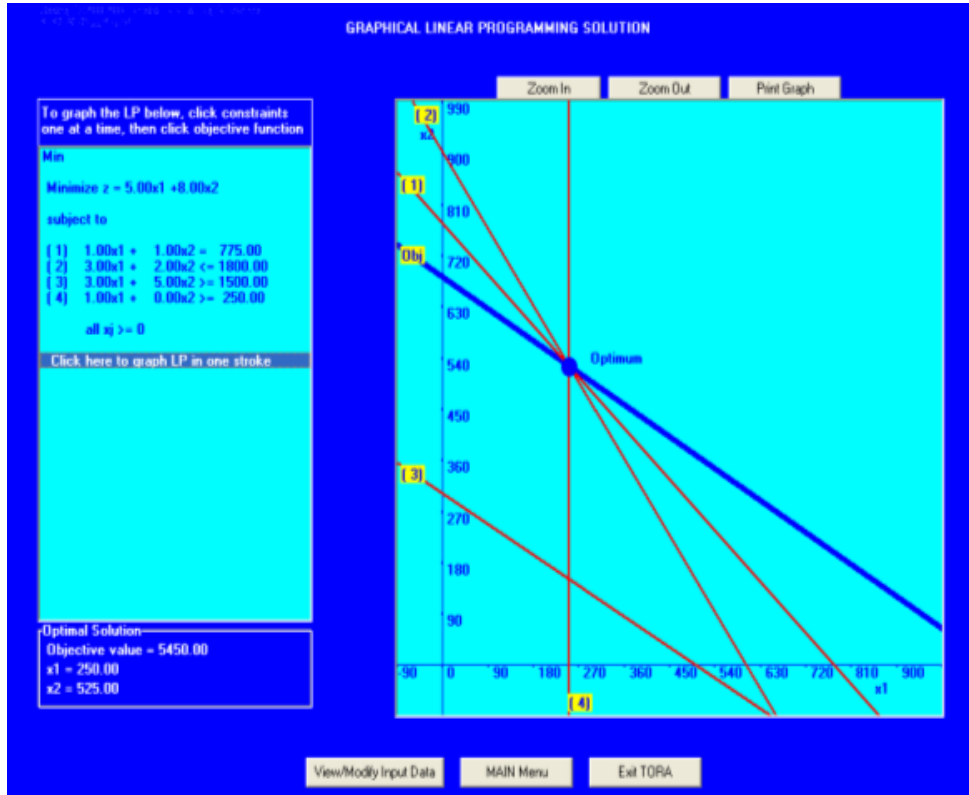 GRAPHICAL LINEAR PROGRAMMING SOLUTION
Zoom In
Zoom Out
Print Graph
To graph the LP below, click constraints
one at a time, then click objective function
Min
Minimize z = 5.00x1 +8.00x2
subject to
( 1) 1.00x1 + 1.00x2 = 775.00
( 2) 3.00x1 + 2.00x2 <= 1800.00
( 3) 3.00x1 + 5.00x2 >= 1500.00
( 4) 1.00x1 + 0.00x2 >= 250.00
all xj >= 0
Click here to graph LP in one stroke
Optimal Solution
Objective value = 5450.00
x1 = 250.00
x2 = 525.00
( 2)
990
x2
900
( 1)
810
Obj
720
630
Optimum
540
450
360
( 3)
270
180
90
-90 0 90 180 270 360 450 540 630 720 810 900
x1
( 4)
View/Modify Input Data
MAIN Menu
Exit TORA